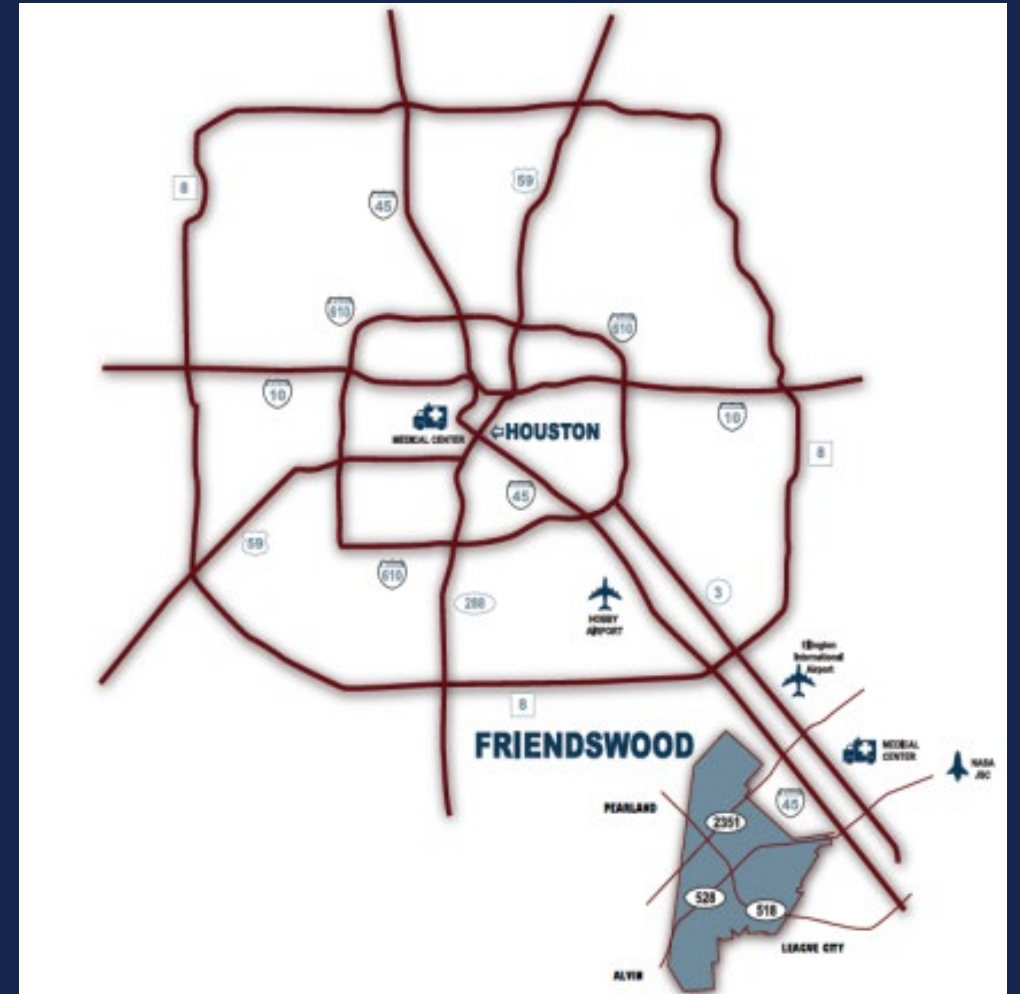 8
45
59
610
610
10
10
MEDICAL CENTER
HOUSTON
8
45
59
610
288
3
HOBBY
AIRPORT
Ellington
International
Airport
8
FRIENDSWOOD
MEDICAL
CENTER
NASA
JSC
45
PEARLAND
2351
528
518
LEAGUE CITY
ALVIN